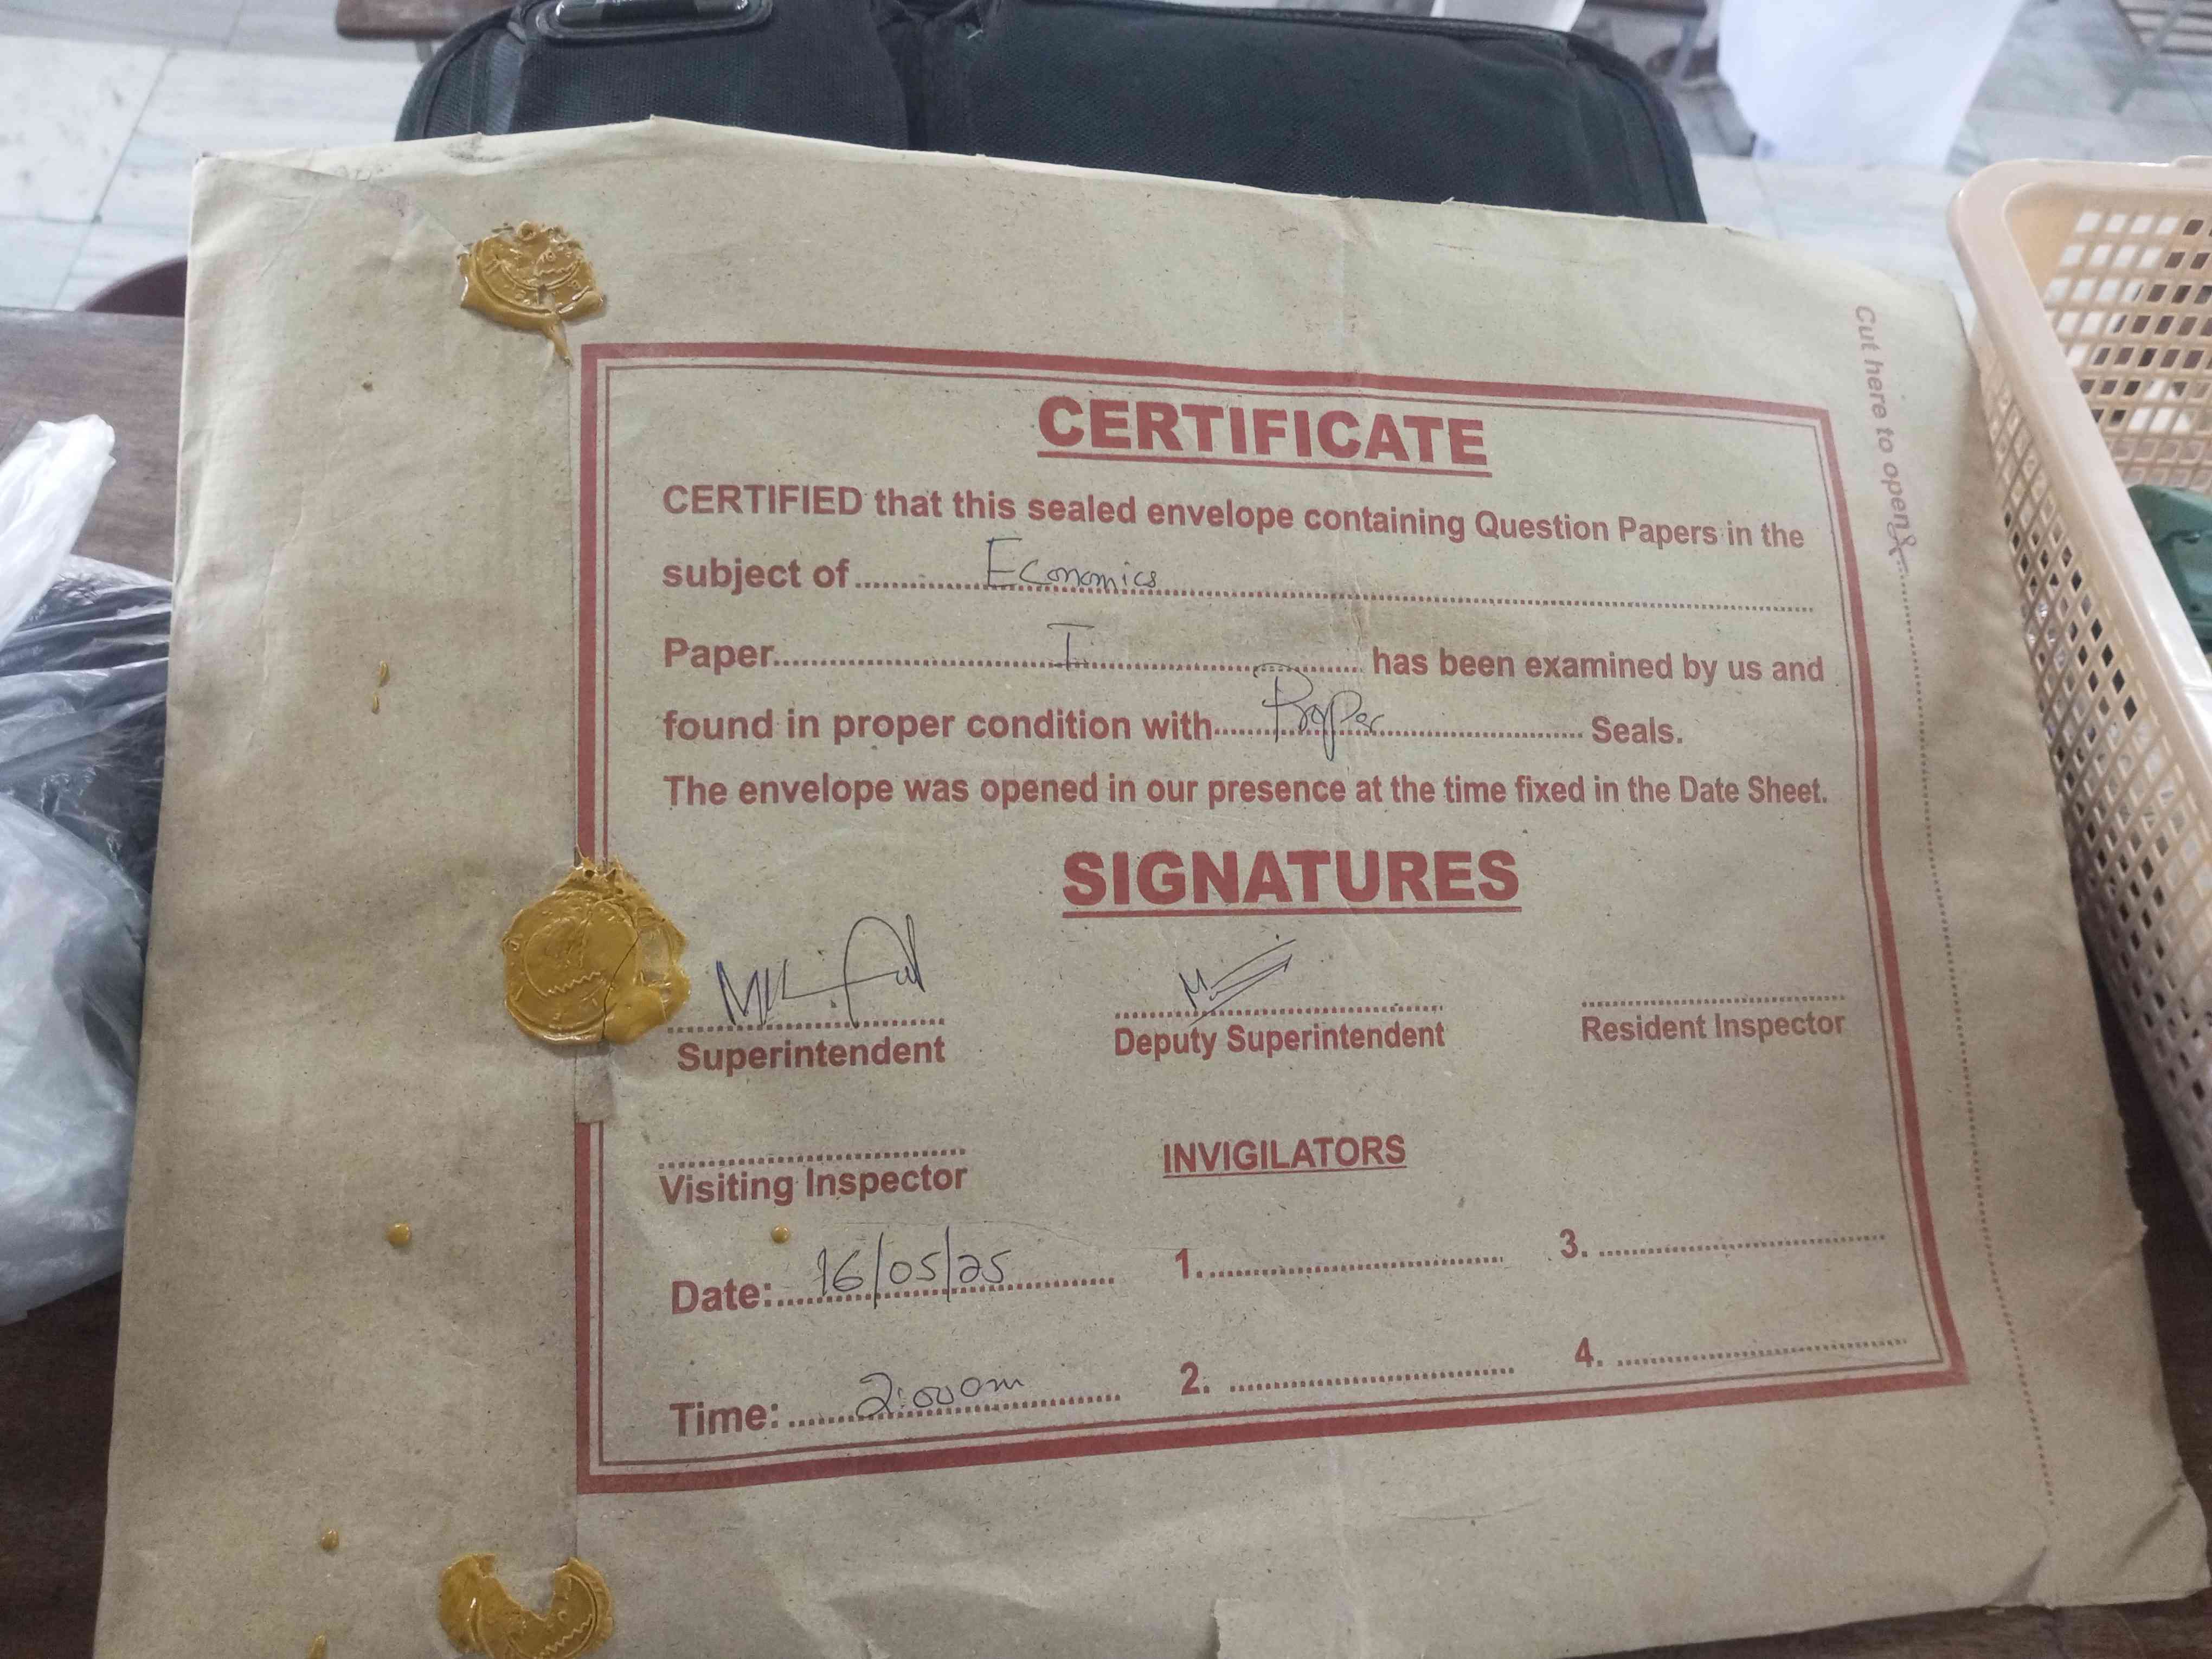 Cut here to open
CERTIFICATE
CERTIFIED that this sealed envelope containing Question Papers in the
subject of Economics
Paper I has been examined by us and
found in proper condition with Proper Seals.
The envelope was opened in our presence at the time fixed in the Date Sheet.
SIGNATURES
Superintendent
Deputy Superintendent
Resident Inspector
Visiting Inspector
INVIGILATORS
Date: 16/05/25
1.
3.
Time: 2:00
2.
4.